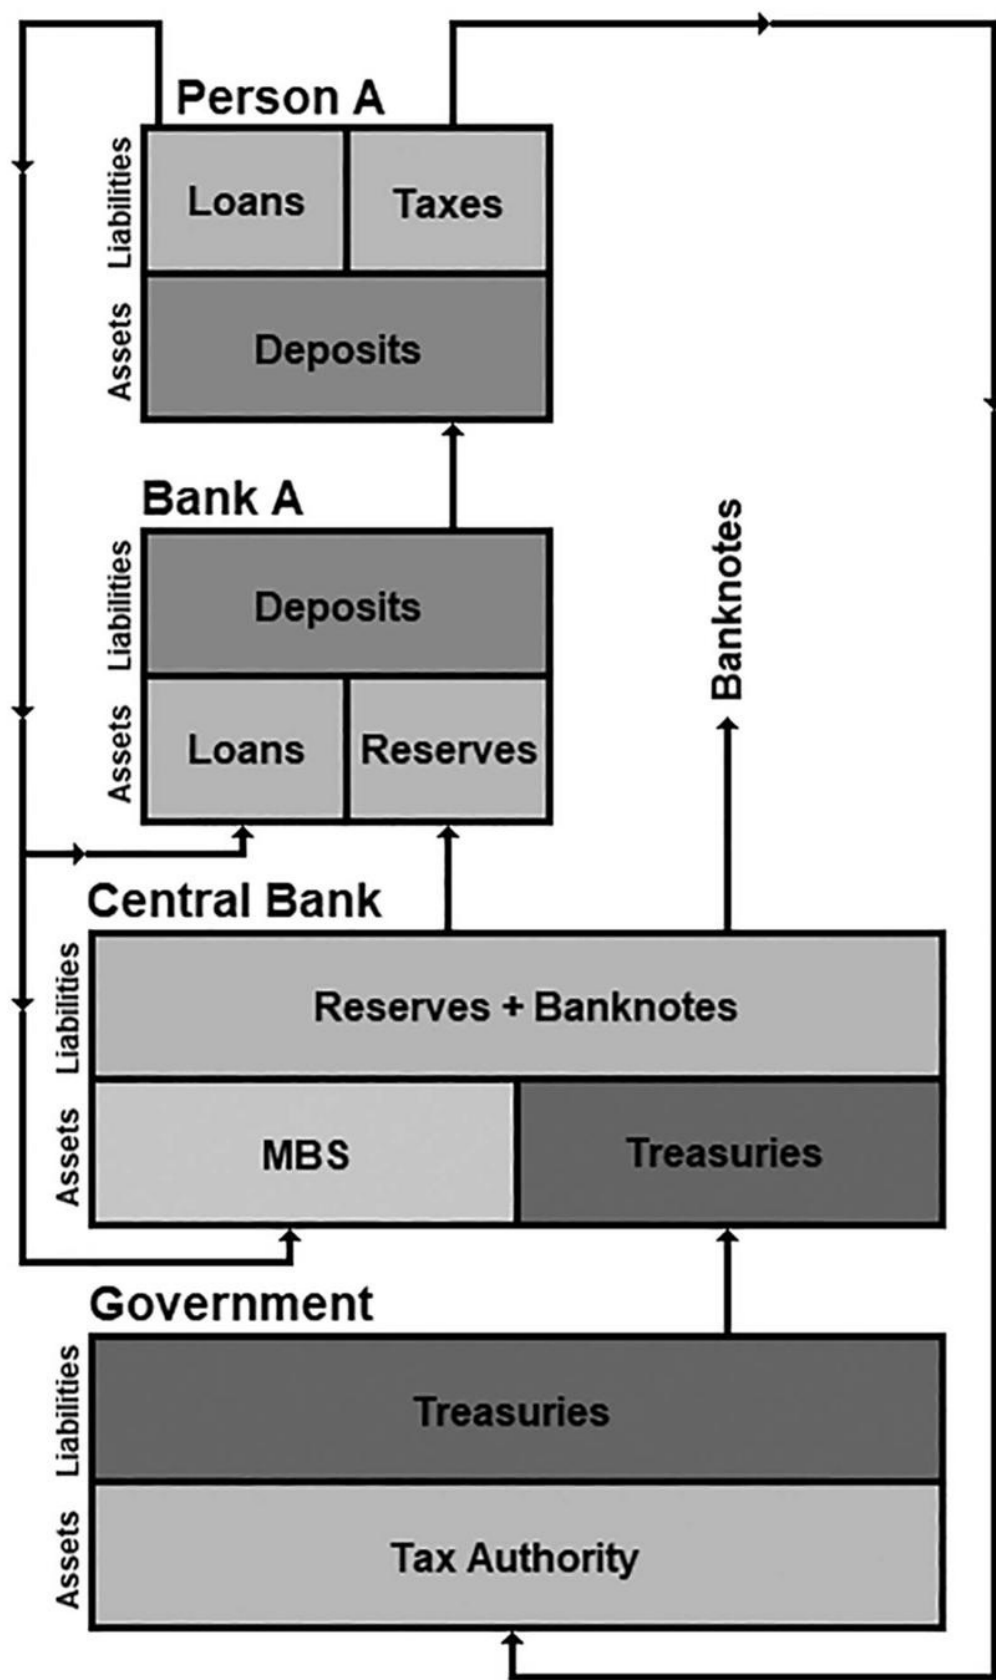 Person A
Liabilities
Loans
Taxes
Assets
Deposits
Bank A
Liabilities
Deposits
Assets
Loans
Reserves
Banknotes
Central Bank
Liabilities
Reserves + Banknotes
Assets
MBS
Treasuries
Government
Liabilities
Treasuries
Assets
Tax Authority